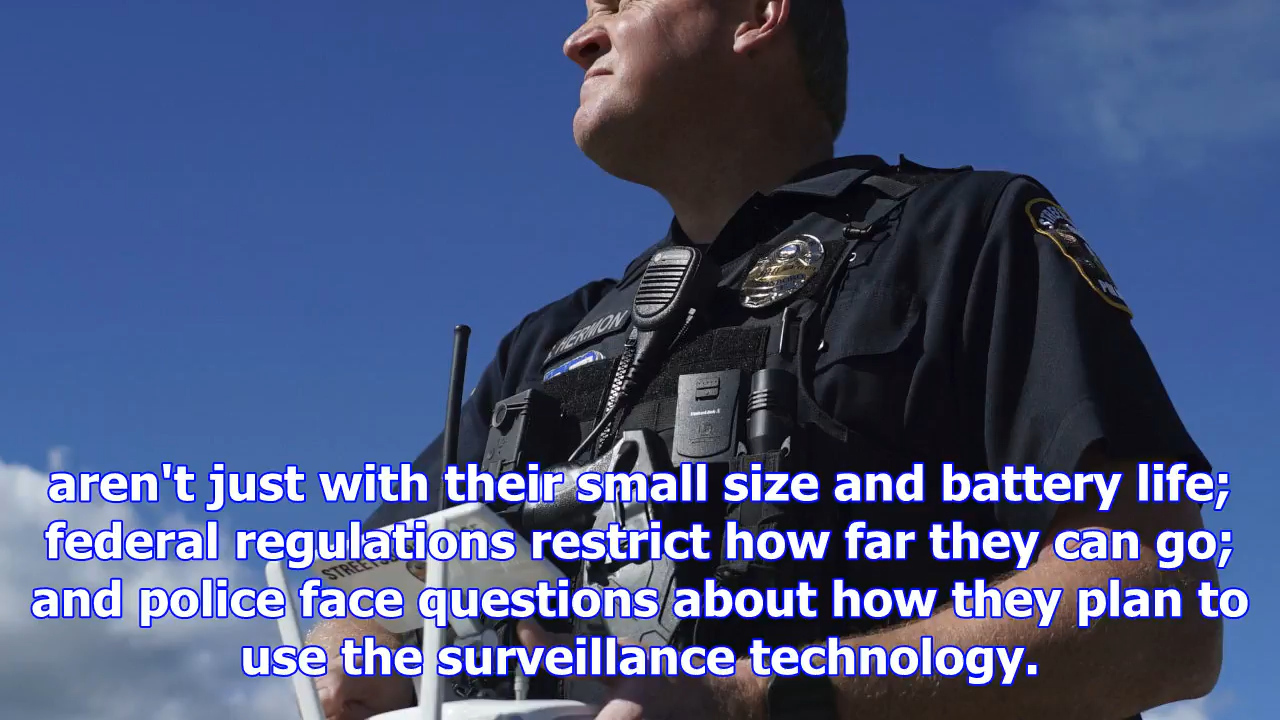 aren't just with their small size and battery life;
federal regulations restrict how far they can go;
and police face questions about how they plan to
use the surveillance technology.